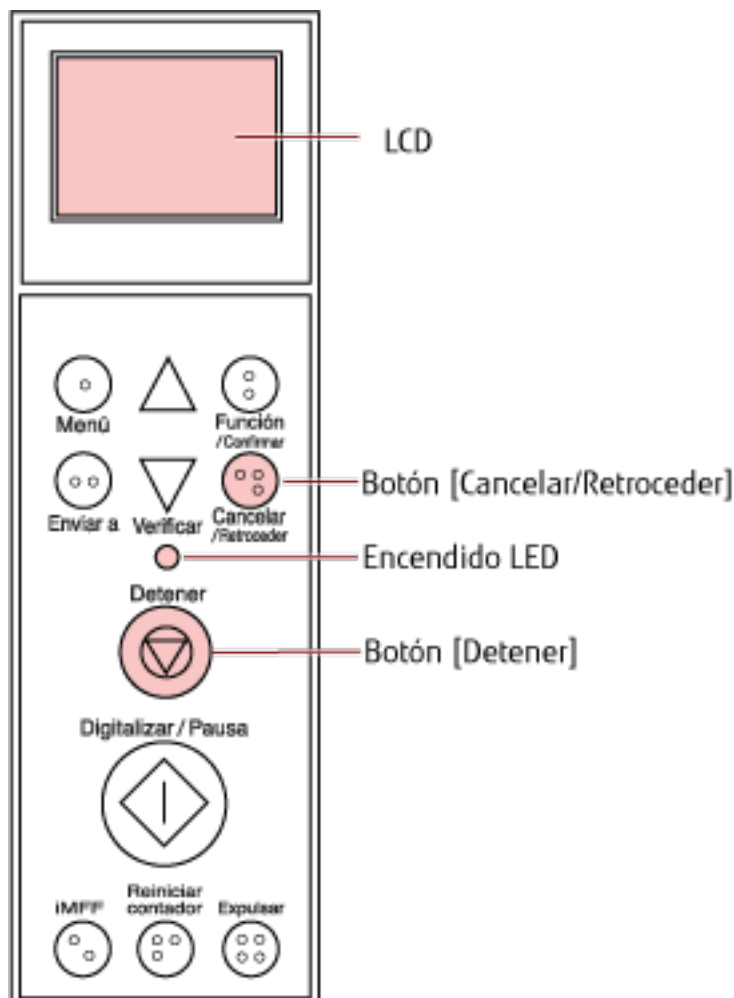 LCD
Menú
Función
/Confirmar
Enviar a
Verificar
Cancelar
/Retroceder
Botón [Cancelar/Retroceder]
Encendido LED
Detener
Botón [Detener]
Digitalizar / Pausa
iMFF
Reiniciar
contador
Expulsar